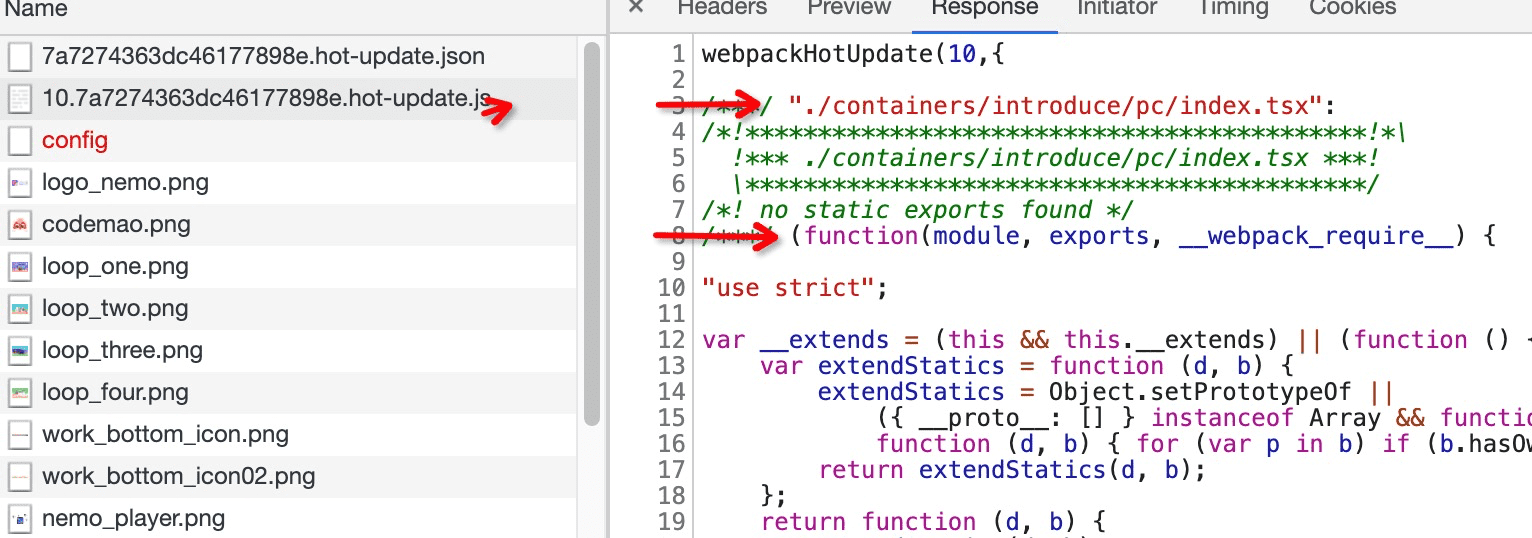 Name
× Headers Preview Response Initiator Timing Cookies
7a7274363dc46177898e.hot-update.json
10.7a7274363dc46177898e.hot-update.js
config
logo_nemo.png
codemao.png
loop_one.png
loop_two.png
loop_three.png
loop_four.png
work_bottom_icon.png
work_bottom_icon02.png
nemo_player.png
1 webpackHotUpdate(10,{
2
3 /***/ "./containers/introduce/pc/index.tsx":
4 /*!*******************************************!*\
5   !*** ./containers/introduce/pc/index.tsx ***!
6   \*******************************************/
7 /*! no static exports found */
8 /***/ (function(module, exports, __webpack_require__) {
9
10 "use strict";
11
12 var __extends = (this && this.__extends) || (function () {
13     var extendStatics = function (d, b) {
14         extendStatics = Object.setPrototypeOf ||
15             ({ __proto__: [] } instanceof Array && functio
16             function (d, b) { for (var p in b) if (b.hasOw
17         return extendStatics(d, b);
18     };
19     return function (d, b) {